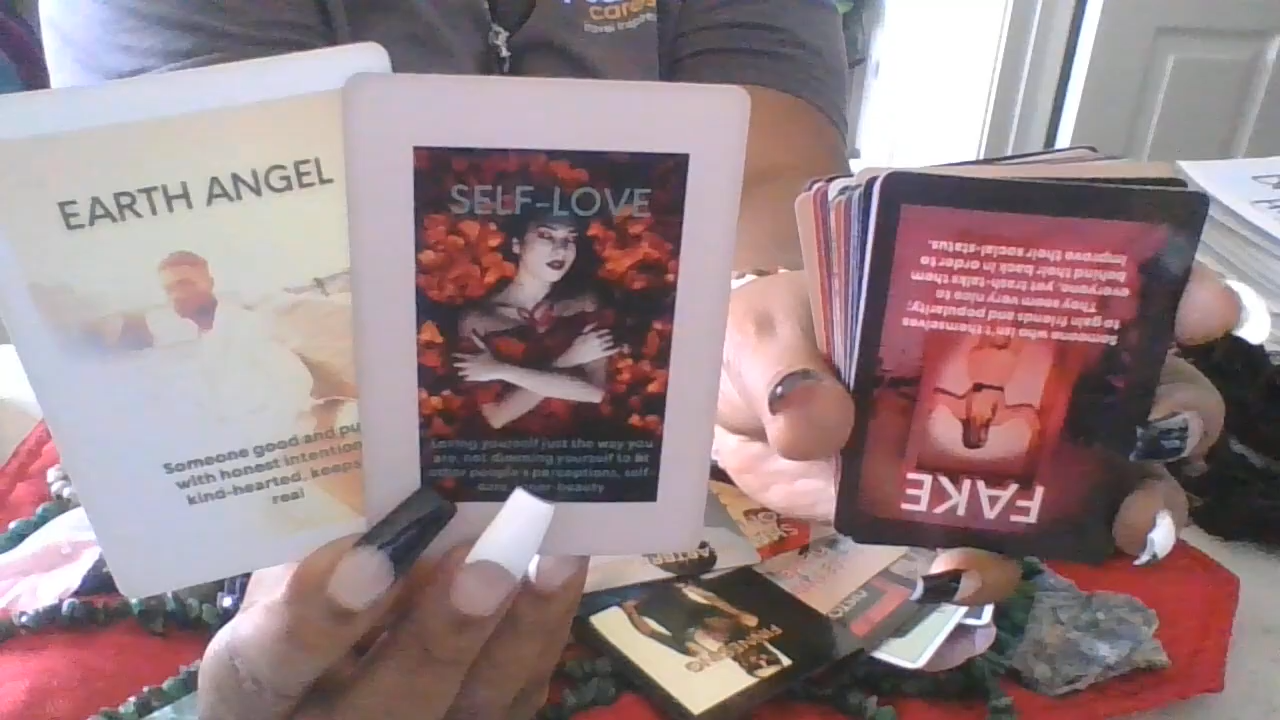 cares
EARTH ANGEL
Someone good and pu
with honest intention
kind-hearted, keeps
real
SELF-LOVE
Loving yourself just the way you
are, not dimming yourself to fit
other people's perceptions, self-
care, inner-beauty
FAKE
Someone who isn't themselves
to gain friends and popularity;
They seem very nice to
everyone, yet trash-talks them
behind their back in order to
improve their social-status.